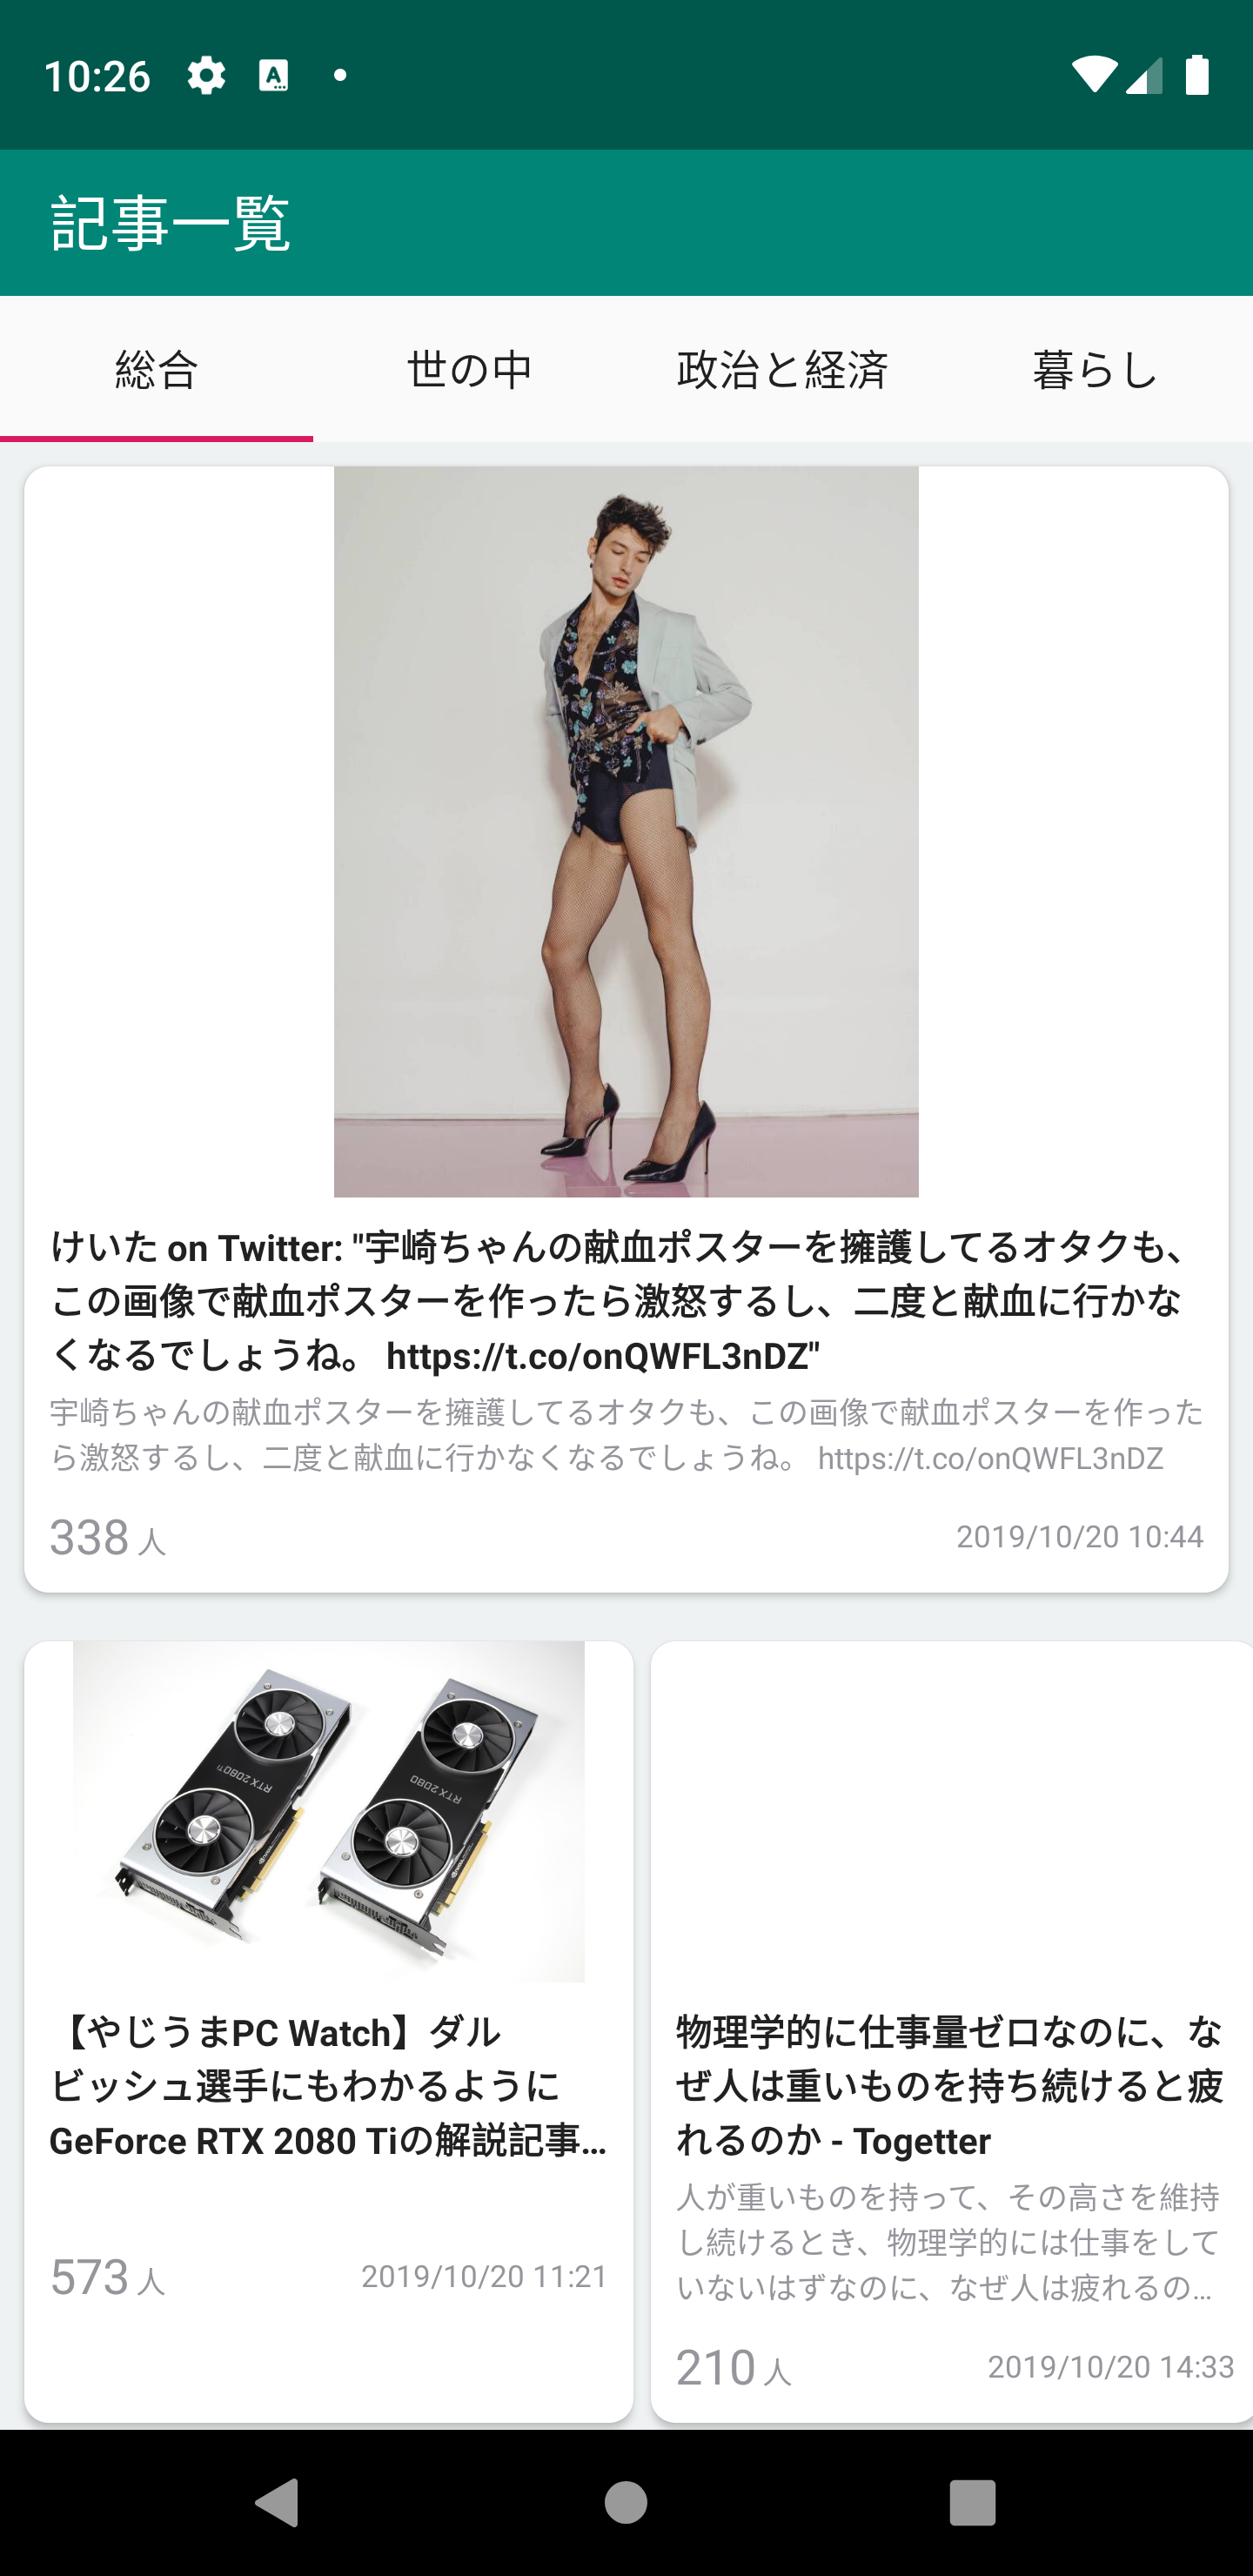 10:26
記事一覧
総合 世の中 政治と経済 暮らし
けいた on Twitter: "宇崎ちゃんの献血ポスターを擁護してるオタクも、
この画像で献血ポスターを作ったら激怒するし、二度と献血に行かな
くなるでしょうね。 https://t.co/onQWFL3nDZ"
宇崎ちゃんの献血ポスターを擁護してるオタクも、この画像で献血ポスターを作った
ら激怒するし、二度と献血に行かなくなるでしょうね。 https://t.co/onQWFL3nDZ
338 人 2019/10/20 10:44
RTX 2080 Ti
RTX 2080
【やじうまPC Watch】ダル
ビッシュ選手にもわかるように
GeForce RTX 2080 Tiの解説記事…
573 人 2019/10/20 11:21
物理学的に仕事量ゼロなのに、な
ぜ人は重いものを持ち続けると疲
れるのか - Togetter
人が重いものを持って、その高さを維持
し続けるとき、物理学的には仕事をして
いないはずなのに、なぜ人は疲れるの…
210 人 2019/10/20 14:33